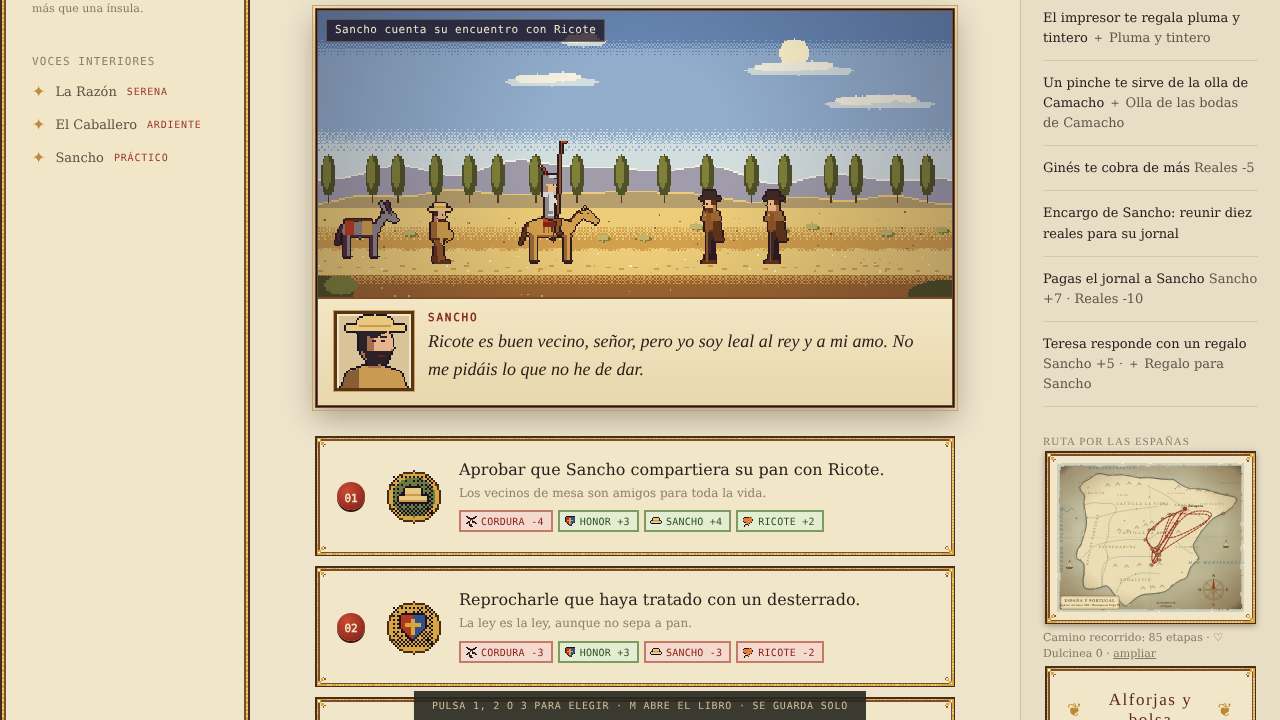 más que una ínsula.
VOCES INTERIORES
La Razón SERENA
El Caballero ARDIENTE
Sancho PRÁCTICO
Sancho cuenta su encuentro con Ricote
SANCHO
Ricote es buen vecino, señor, pero yo soy leal al rey y a mi amo. No
me pidáis lo que no he de dar.
01
Aprobar que Sancho compartiera su pan con Ricote.
Los vecinos de mesa son amigos para toda la vida.
CORDURA -4 HONOR +3 SANCHO +4 RICOTE +2
02
Reprocharle que haya tratado con un desterrado.
La ley es la ley, aunque no sepa a pan.
CORDURA -3 HONOR +3 SANCHO -3 RICOTE -2
PULSA 1, 2 O 3 PARA ELEGIR · M ABRE EL LIBRO · SE GUARDA SOLO
El impresor te regala pluma y
tintero + Pluma y tintero
Un pinche te sirve de la olla de
Camacho + Olla de las bodas
de Camacho
Ginés te cobra de más Reales -5
Encargo de Sancho: reunir diez
reales para su jornal
Pagas el jornal a Sancho Sancho
+7 · Reales -10
Teresa responde con un regalo
Sancho +5 · + Regalo para
Sancho
RUTA POR LAS ESPAÑAS
ESPAÑA Y PORTUGAL
Camino recorrido: 85 etapas · ♡
Dulcinea 0 · ampliar
Alforjas y
bolsa